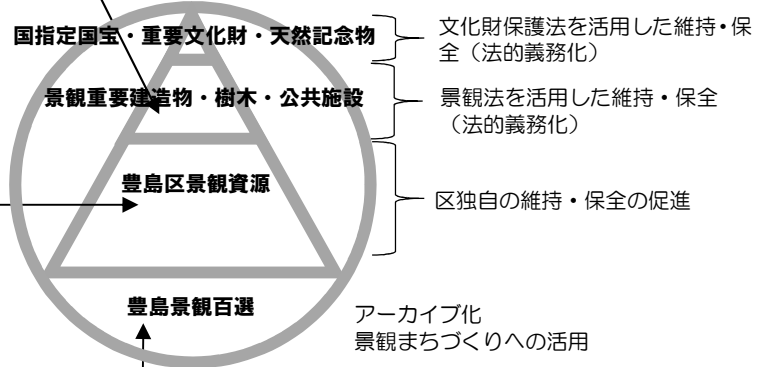 国指定国宝・重要文化財・天然記念物
文化財保護法を活用した維持・保
全（法的義務化）
景観重要建造物・樹木・公共施設
景観法を活用した維持・保全
（法的義務化）
豊島区景観資源
区独自の維持・保全の促進
豊島景観百選
アーカイブ化
景観まちづくりへの活用